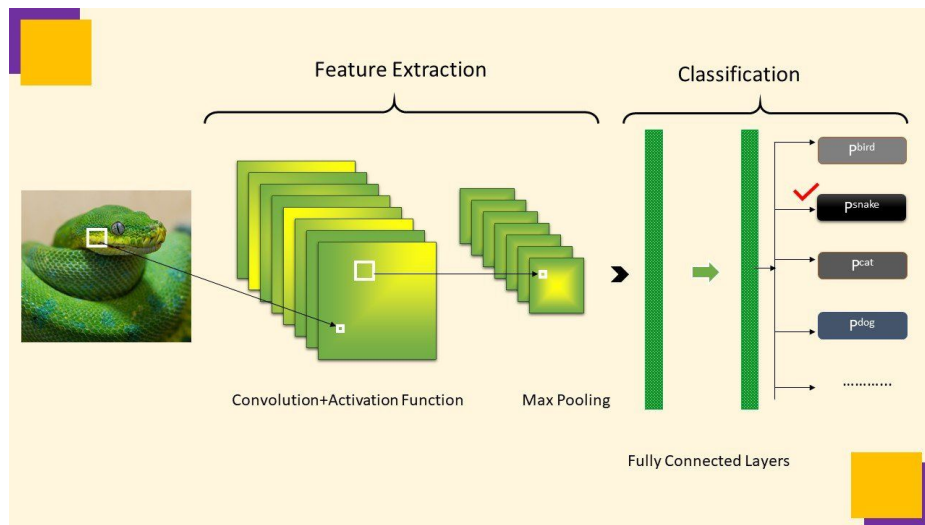 Feature Extraction
Classification
Pbird
Psnake
Pcat
Pdog
............
Convolution+Activation Function
Max Pooling
Fully Connected Layers